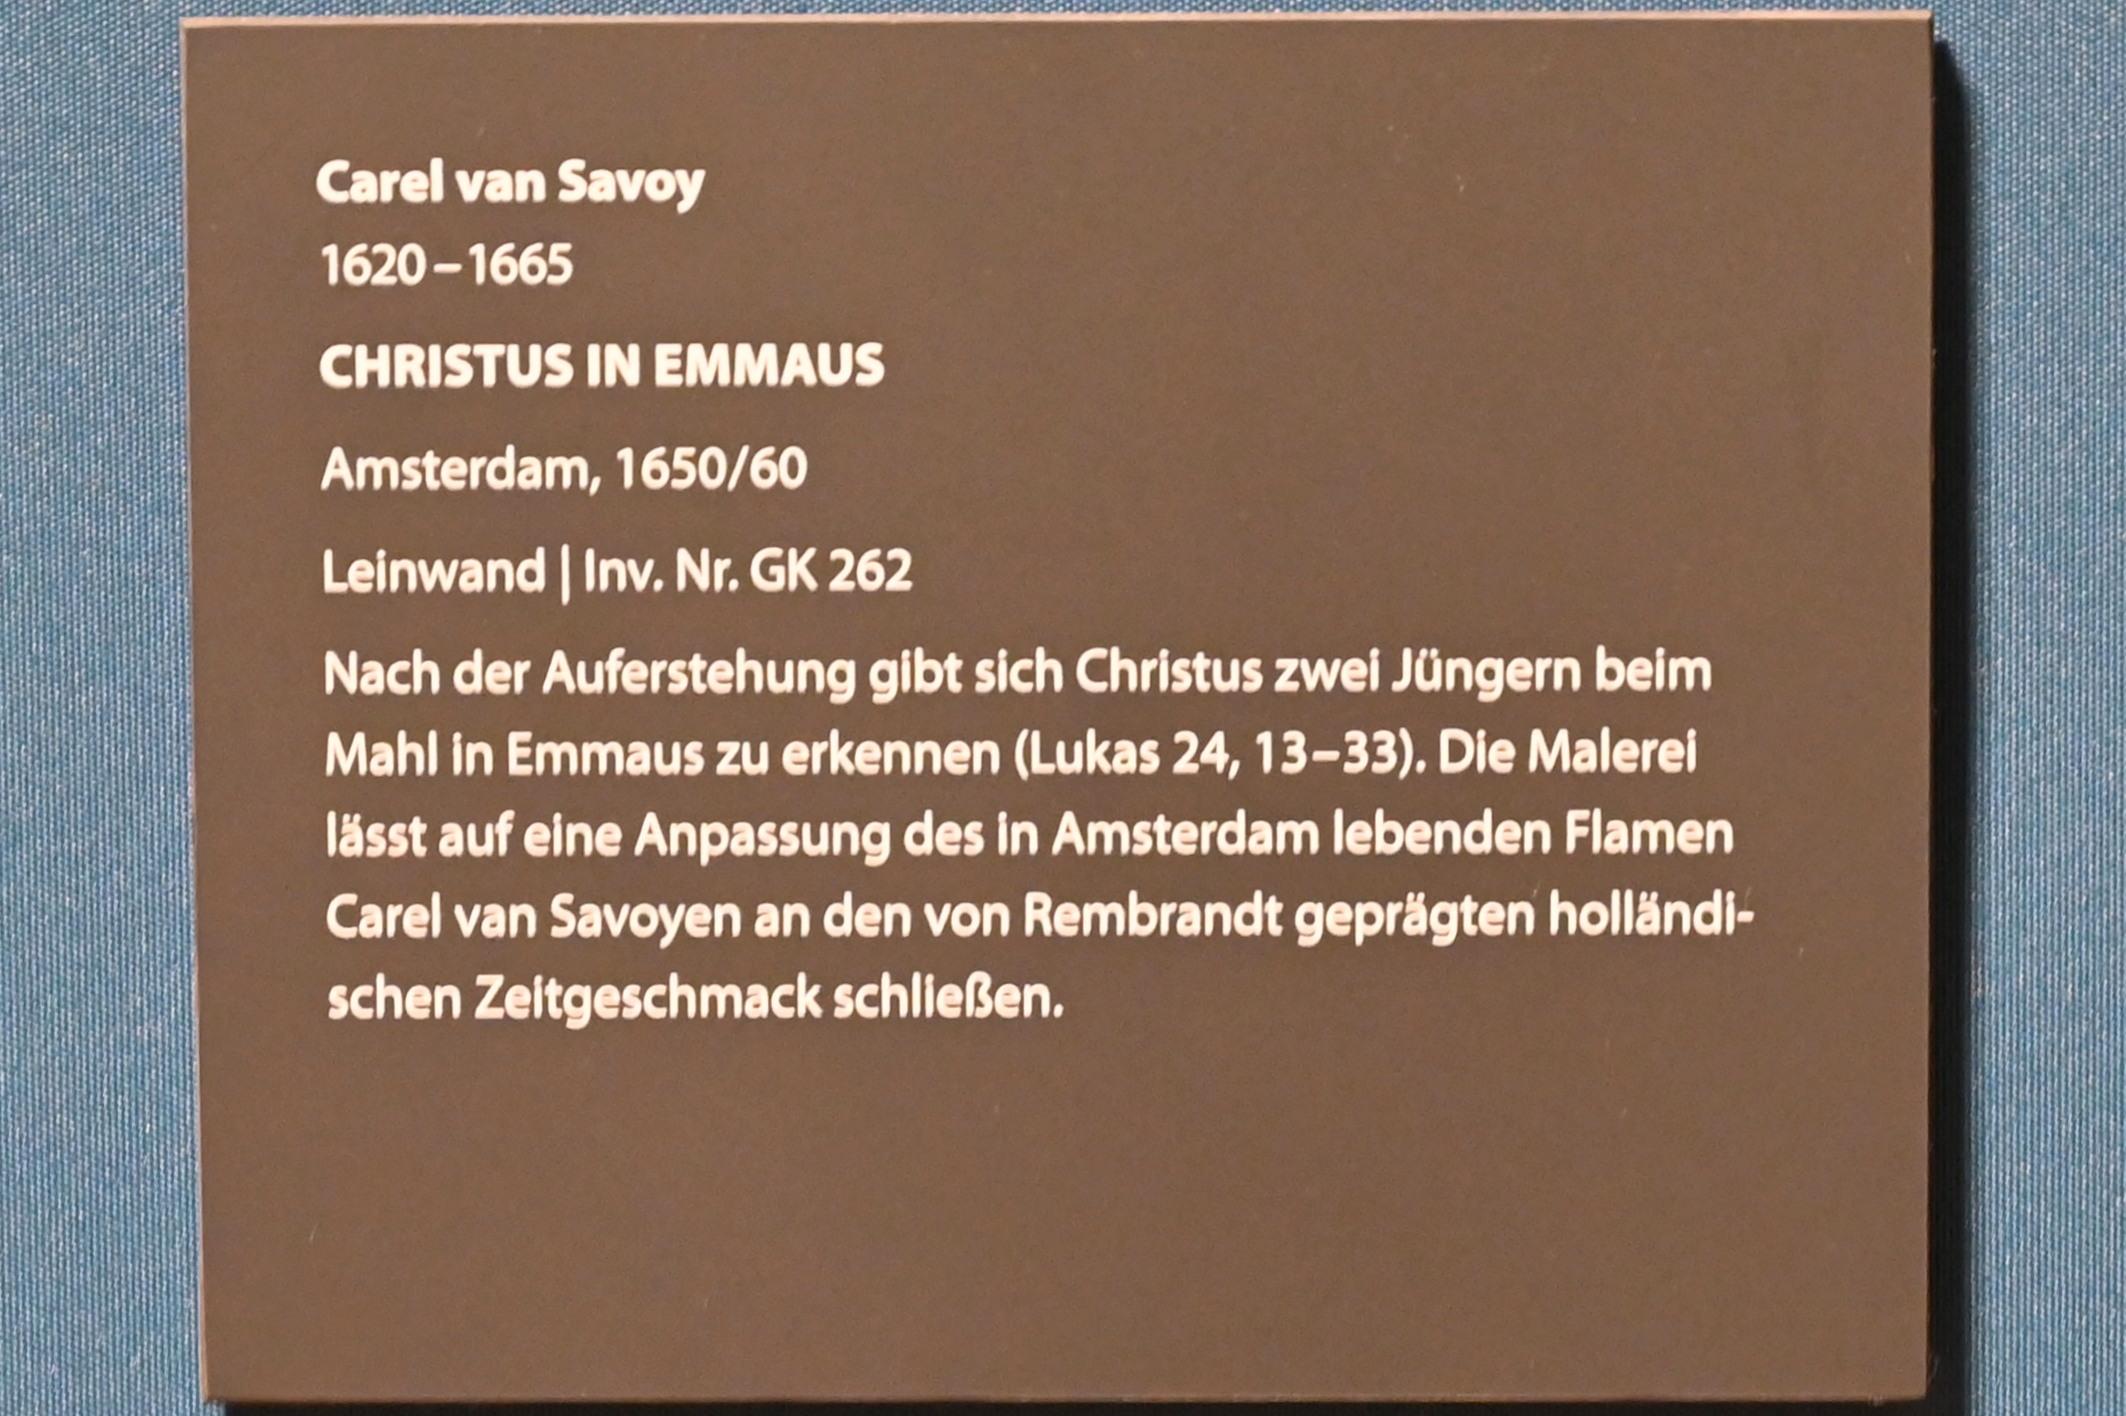 Carel van Savoy
1620–1665
CHRISTUS IN EMMAUS
Amsterdam, 1650/60
Leinwand | Inv. Nr. GK 262
Nach der Auferstehung gibt sich Christus zwei Jüngern beim
Mahl in Emmaus zu erkennen (Lukas 24, 13–33). Die Malerei
lässt auf eine Anpassung des in Amsterdam lebenden Flamen
Carel van Savoyen an den von Rembrandt geprägten holländi-
schen Zeitgeschmack schließen.